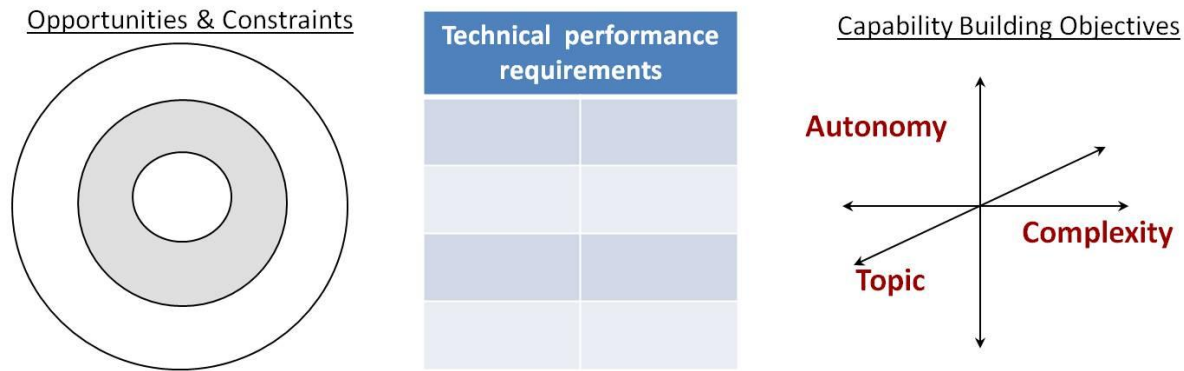 Opportunities & Constraints
Technical performance
requirements
Capability Building Objectives
Autonomy
Complexity
Topic